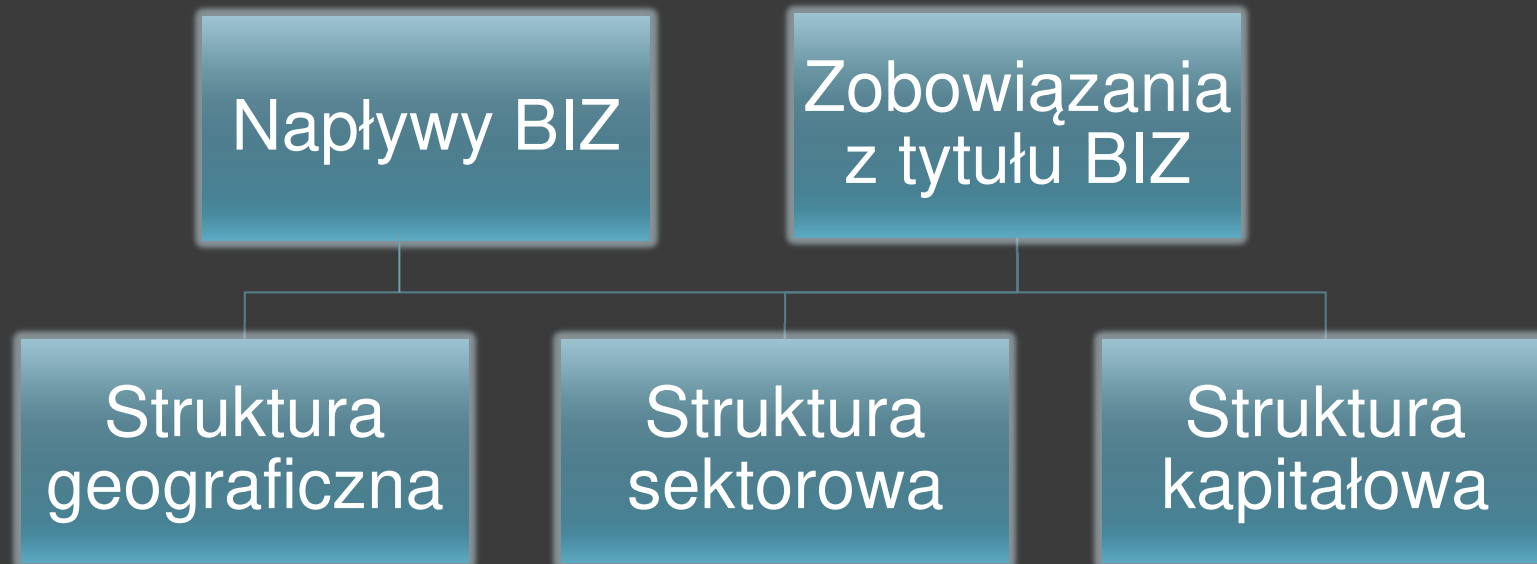 Napływy BIZ
Zobowiązania
z tytułu BIZ
Struktura
geograficzna
Struktura
sektorowa
Struktura
kapitałowa